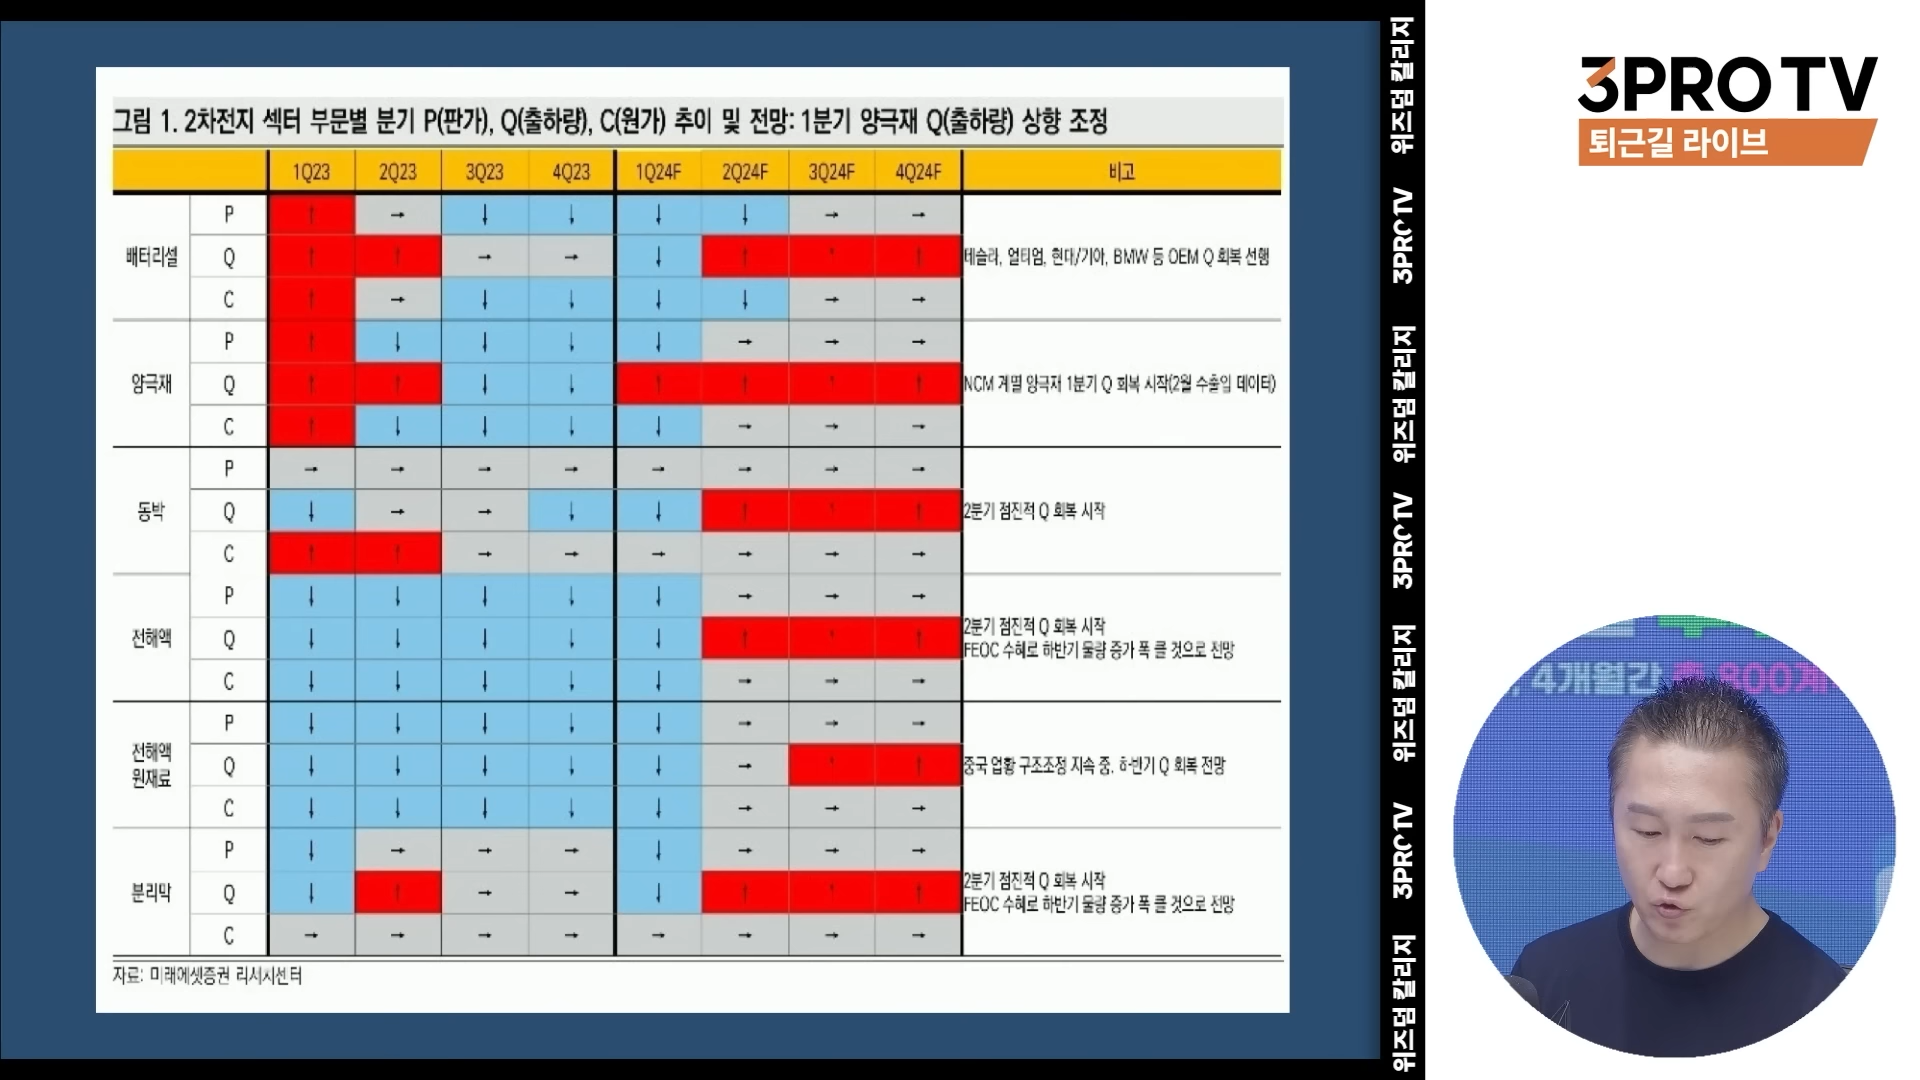 그림 1. 2차전지 섹터 부문별 분기 P(판가), Q(출하량), C(원가) 추이 및 전망: 1분기 양극재 Q(출하량) 상향 조정
1Q23 2Q23 3Q23 4Q23 1Q24F 2Q24F 3Q24F 4Q24F 비고
배터리셀
P ↑ → ↓ ↓ ↓ ↓ → →
Q ↑ ↑ → → ↓ ↑ ↑ ↑ 테슬라, 얼티엄, 현대/기아, BMW 등 OEM Q 회복 선행
C ↑ → ↓ ↓ ↓ ↓ → →
양극재
P ↑ ↓ ↓ ↓ ↓ → → →
Q ↑ ↑ ↓ ↓ ↑ ↑ ↑ ↑ NCM 계열 양극재 1분기 Q 회복 시작(2월 수출입 데이터)
C ↑ ↓ ↓ ↓ ↓ → → →
동박
P → → → → → → → →
Q ↓ → → ↓ ↓ ↑ ↑ ↑ 2분기 점진적 Q 회복 시작
C ↑ ↑ → → → → → →
전해액
P ↓ ↓ ↓ ↓ ↓ → → →
Q ↓ ↓ ↓ ↓ ↓ ↑ ↑ ↑ 2분기 점진적 Q 회복 시작
FEOC 수혜로 하반기 물량 증가 폭 클 것으로 전망
C ↓ ↓ ↓ ↓ ↓ → → →
전해액
원재료
P ↓ ↓ ↓ ↓ ↓ → → →
Q ↓ ↓ ↓ ↓ ↓ → ↑ ↑ 중국 업황 구조조정 지속 중. 하반기 Q 회복 전망
C ↓ ↓ ↓ ↓ ↓ → → →
분리막
P ↓ → → → ↓ → → →
Q ↓ ↑ → → ↓ ↑ ↑ ↑ 2분기 점진적 Q 회복 시작
FEOC 수혜로 하반기 물량 증가 폭 클 것으로 전망
C → → → → → → → →
자료: 미래에셋증권 리서치센터
위즈덤 칼리지
3PRO TV
위즈덤 칼리지
3PRO TV
위즈덤 칼리지
3PRO TV
위즈덤 칼리지
3PRO TV
퇴근길 라이브
4개월간 총 800